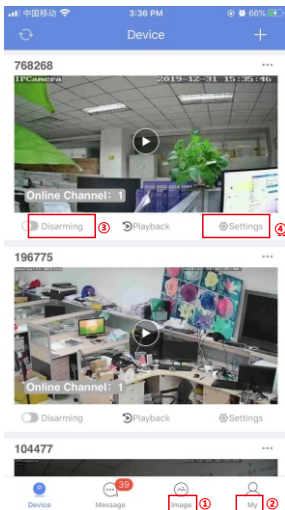 中国移动 3:36 PM 66%
Device
768268 ...
IPCamera 2019-12-31 15:35:46
Online Channel: 1
Disarming ③ Playback Settings ④
196775 ...
Online Channel: 1
Disarming Playback Settings
104477 ...
39
Device Message Image ① My ②